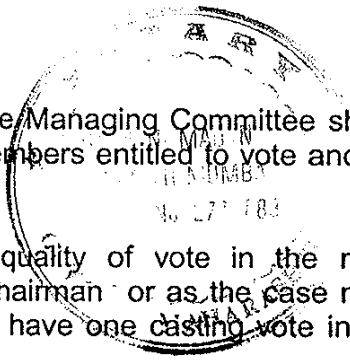 ARY
e Managing Committee sh
mbers entitled to vote and
quality of vote in the r
hairman or as the case r
have one casting vote in